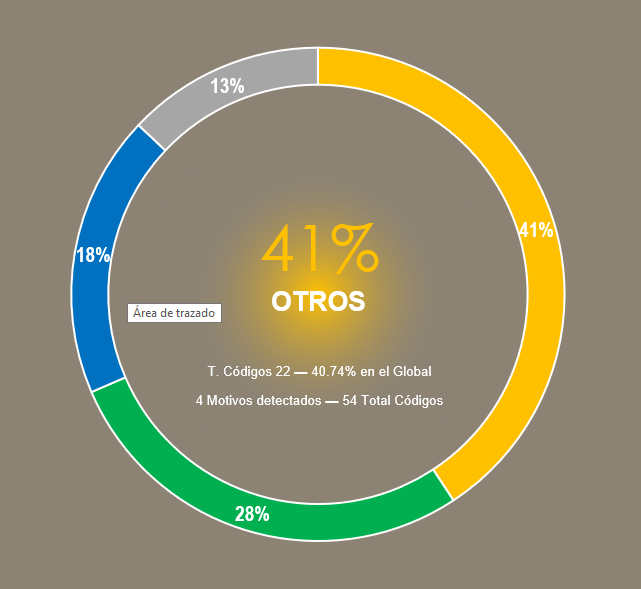 13%
41%
18%
41%
OTROS
Área de trazado
T. Códigos 22 — 40.74% en el Global
4 Motivos detectados — 54 Total Códigos
28%